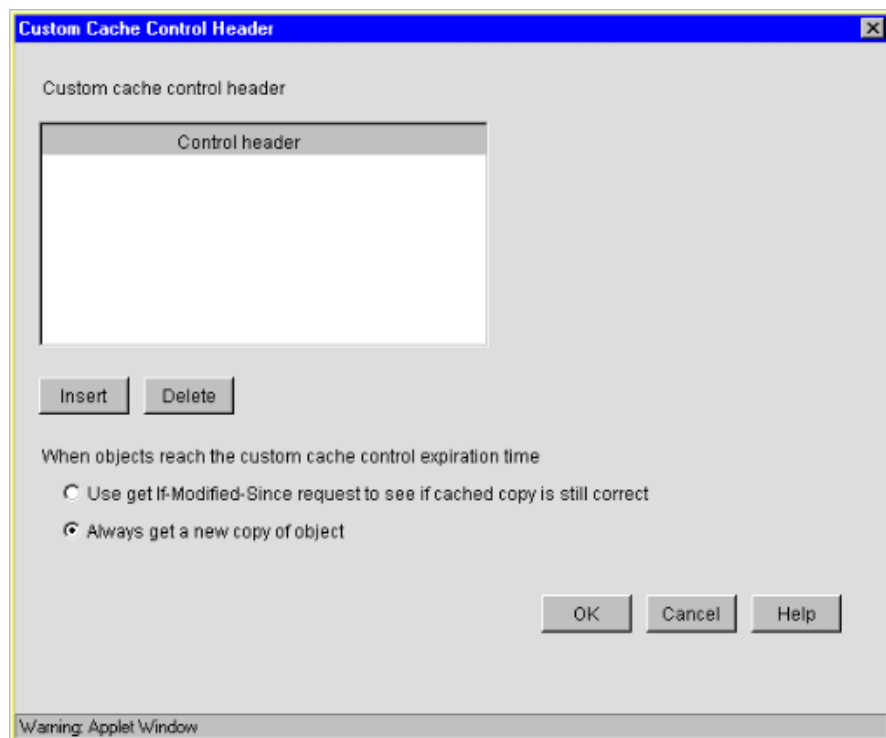 Custom Cache Control Header
Custom cache control header
Control header
Insert Delete
When objects reach the custom cache control expiration time
Use get If-Modified-Since request to see if cached copy is still correct
Always get a new copy of object
OK Cancel Help
Warning: Applet Window